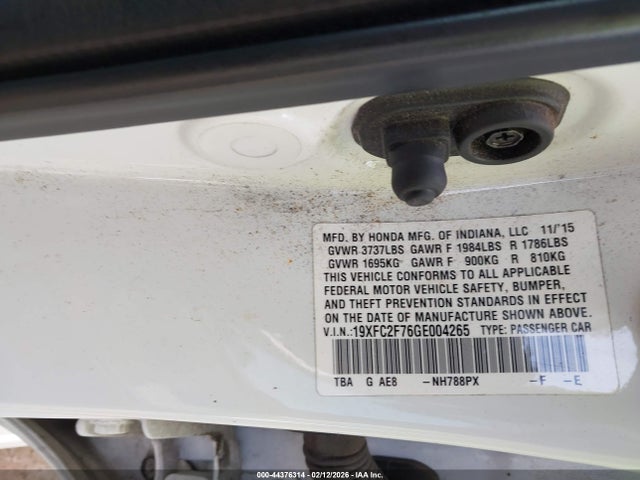 MFD. BY HONDA MFG. OF INDIANA, LLC 11/'15
GVWR 3737LBS GAWR F 1984LBS R 1786LBS
GVWR 1695KG GAWR F 900KG R 810KG
THIS VEHICLE CONFORMS TO ALL APPLICABLE
FEDERAL MOTOR VEHICLE SAFETY, BUMPER,
AND THEFT PREVENTION STANDARDS IN EFFECT
ON THE DATE OF MANUFACTURE SHOWN ABOVE.
V.I.N.:19XFC2F76GE004265 TYPE: PASSENGER CAR
TBA G AE8 -NH788PX -F -E
000-44376314 - 02/12/2026 - IAAI.COM